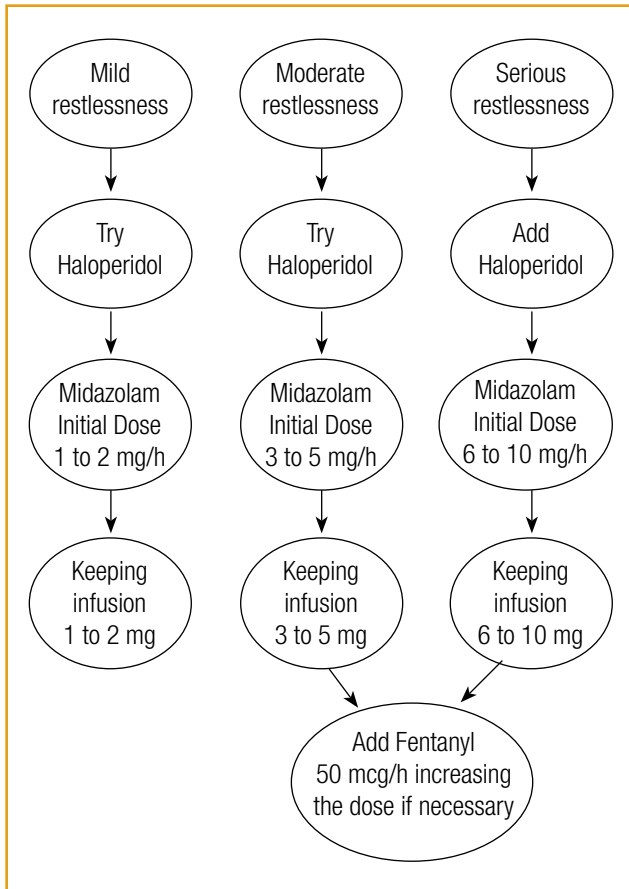 Mild
restlessness
Moderate
restlessness
Serious
restlessness
Try
Haloperidol
Try
Haloperidol
Add
Haloperidol
Midazolam
Initial Dose
1 to 2 mg/h
Midazolam
Initial Dose
3 to 5 mg/h
Midazolam
Initial Dose
6 to 10 mg/h
Keeping
infusion
1 to 2 mg
Keeping
infusion
3 to 5 mg
Keeping
infusion
6 to 10 mg
Add Fentanyl
50 mcg/h increasing
the dose if necessary